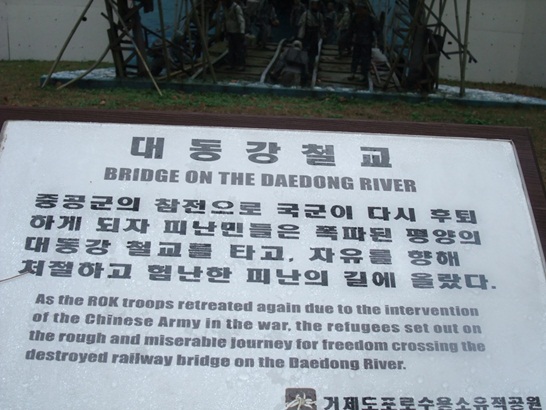 대동강철교
BRIDGE ON THE DAEDONG RIVER
중공군의 참전으로 국군이 다시 후퇴
하게 되자 피난민들은 폭파된 평양의
대동강 철교를 타고, 자유를 향해
처절하고 험난한 피난의 길에 올랐다.
As the ROK troops retreated again due to the intervention
of the Chinese Army in the war, the refugees set out on
the rough and miserable journey for freedom crossing the
destroyed railway bridge on the Daedong River.
거제도포로수용소유적공원